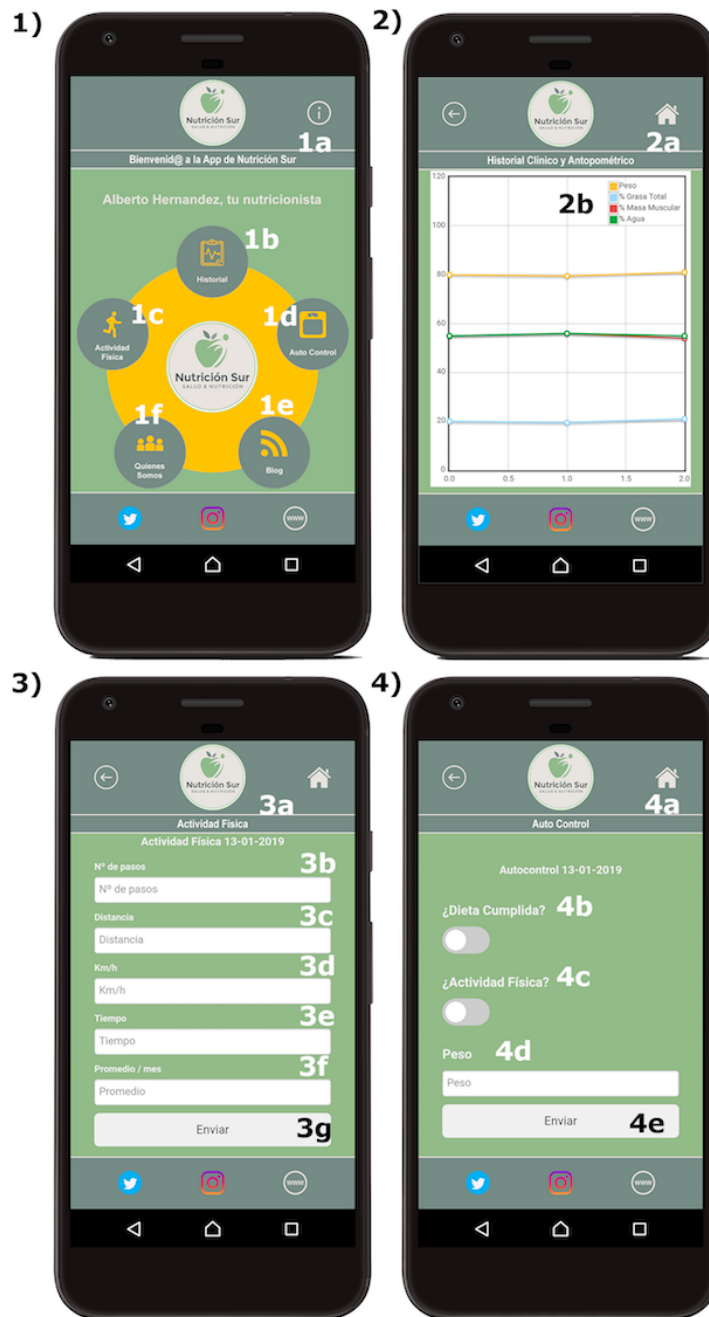 1)
Nutrición Sur
SALUD & NUTRICIÓN
1a
Bienvenid@ a la App de Nutrición Sur
Alberto Hernandez, tu nutricionista
1b
Historial
1c
Actividad
Física
1d
Auto Control
Nutrición Sur
SALUD & NUTRICIÓN
1e
Blog
1f
Quienes
Somos
www
2)
Nutrición Sur
SALUD & NUTRICIÓN
2a
Historial Clínico y Antopométrico
2b
Peso
% Grasa Total
% Masa Muscular
% Agua
120
100
80
60
40
20
0
0.0 0.5 1.0 1.5 2.0
www
3)
Nutrición Sur
SALUD & NUTRICIÓN
3a
Actividad Física
Actividad Física 13-01-2019
Nº de pasos 3b
Nº de pasos
Distancia 3c
Distancia
Km/h 3d
Km/h
Tiempo 3e
Tiempo
Promedio / mes 3f
Promedio
Enviar 3g
www
4)
Nutrición Sur
SALUD & NUTRICIÓN
4a
Auto Control
Autocontrol 13-01-2019
¿Dieta Cumplida? 4b
¿Actividad Física? 4c
Peso 4d
Peso
Enviar 4e
www